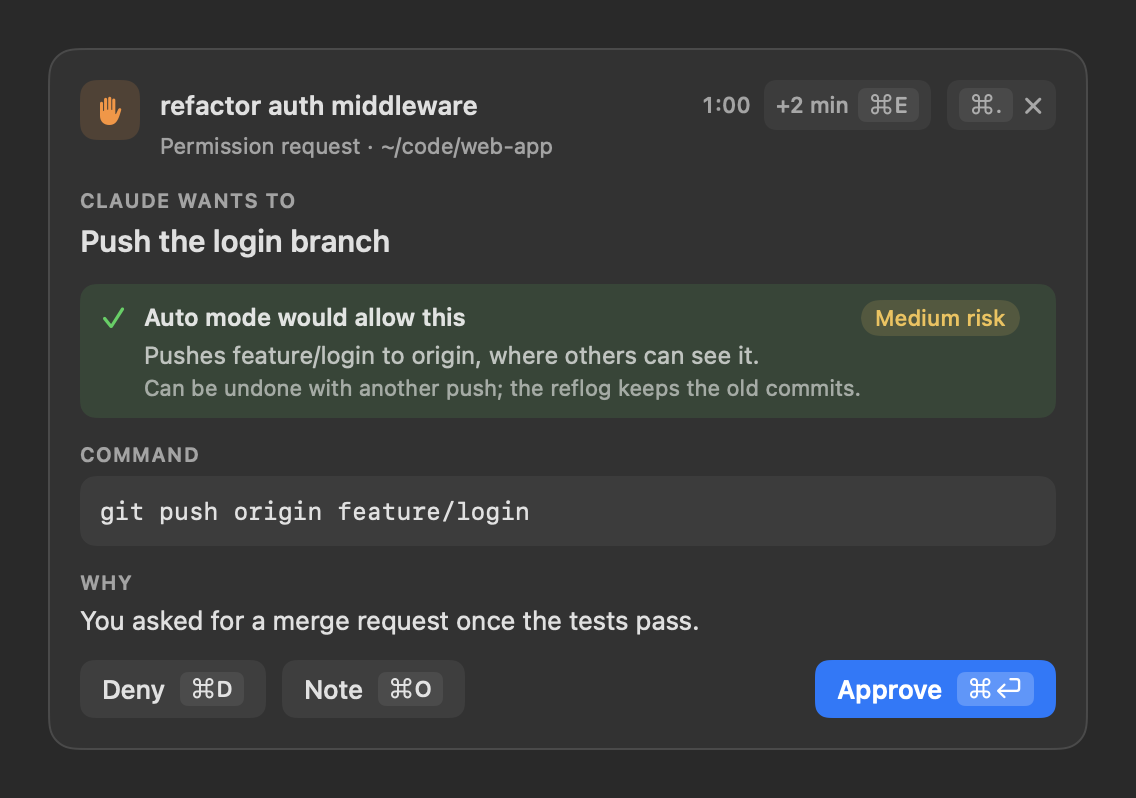 refactor auth middleware
1:00 +2 min ⌘E ⌘. ✕
Permission request · ~/code/web-app
CLAUDE WANTS TO
Push the login branch
Auto mode would allow this
Medium risk
Pushes feature/login to origin, where others can see it.
Can be undone with another push; the reflog keeps the old commits.
COMMAND
git push origin feature/login
WHY
You asked for a merge request once the tests pass.
Deny ⌘D Note ⌘O Approve ⌘↩